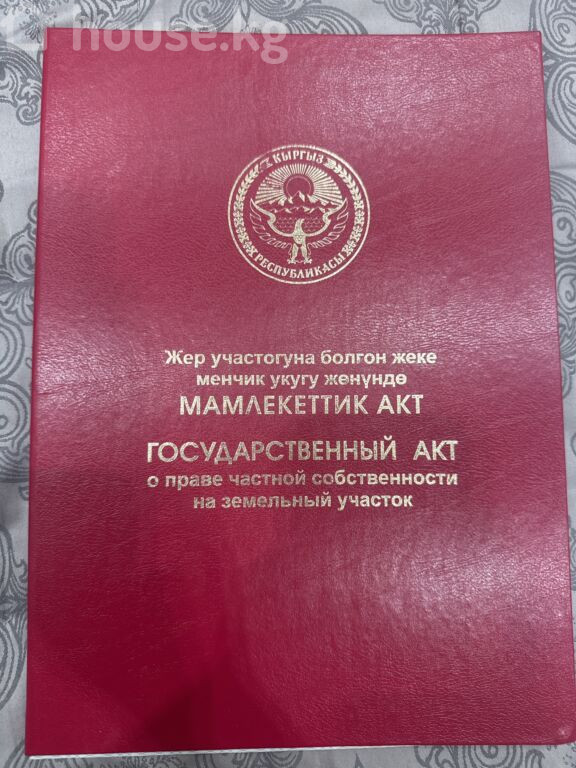 house.kg
КЫРГЫЗ
РЕСПУБЛИКАСЫ
Жер участогуна болгон жеке
менчик укугу жөнүндө
МАМЛЕКЕТТИК АКТ
ГОСУДАРСТВЕННЫЙ АКТ
о праве частной собственности
на земельный участок